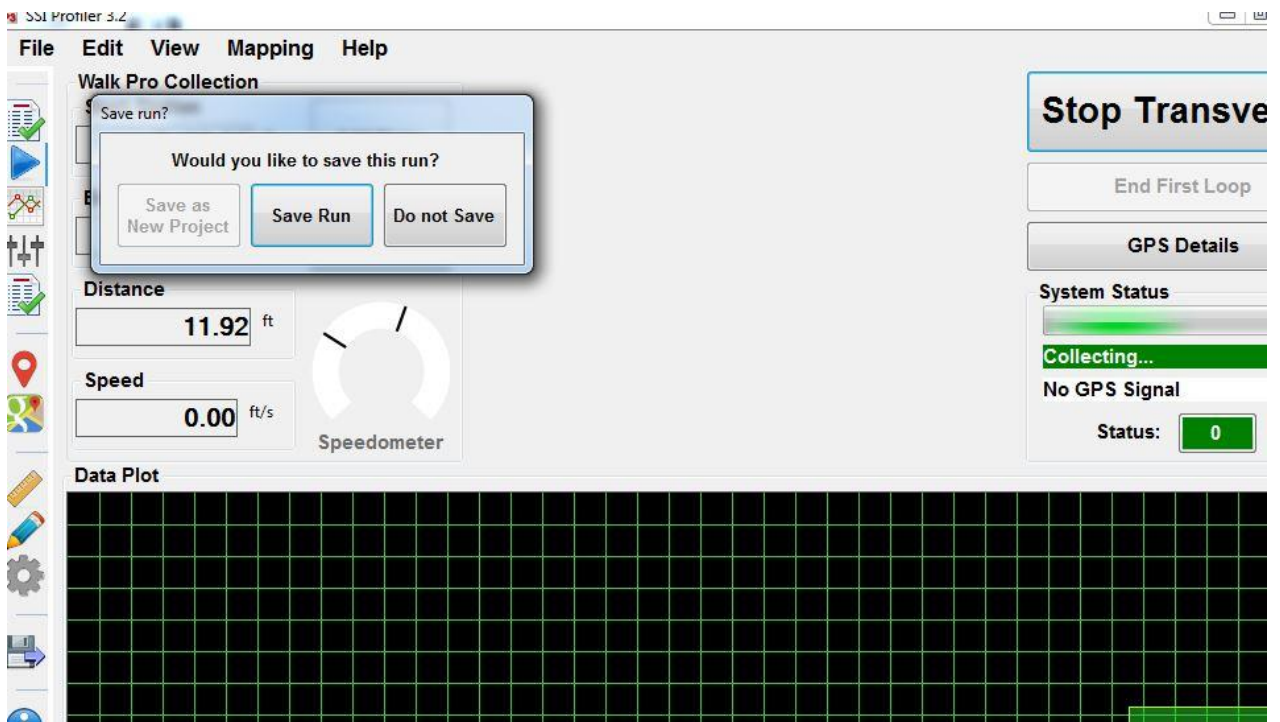 SSI Profiler 3.2
File Edit View Mapping Help
Walk Pro Collection
Save run?
Would you like to save this run?
Save as
New Project
Save Run
Do not Save
Distance
11.92 ft
Speed
0.00 ft/s
Speedometer
Stop Transve
End First Loop
GPS Details
System Status
Collecting...
No GPS Signal
Status: 0
Data Plot